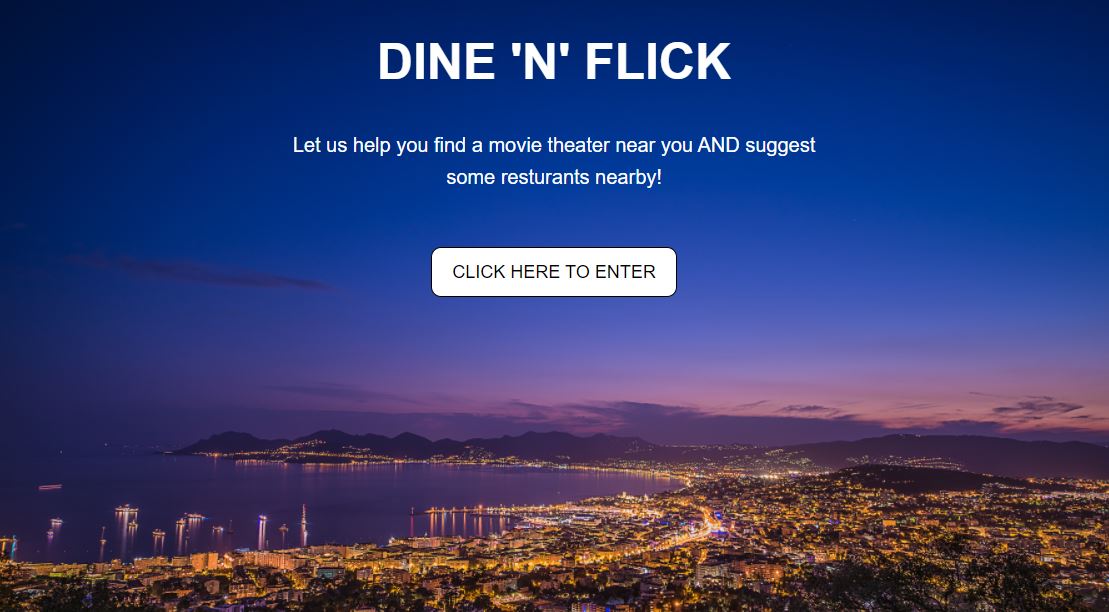 DINE 'N' FLICK
Let us help you find a movie theater near you AND suggest
some resturants nearby!
CLICK HERE TO ENTER